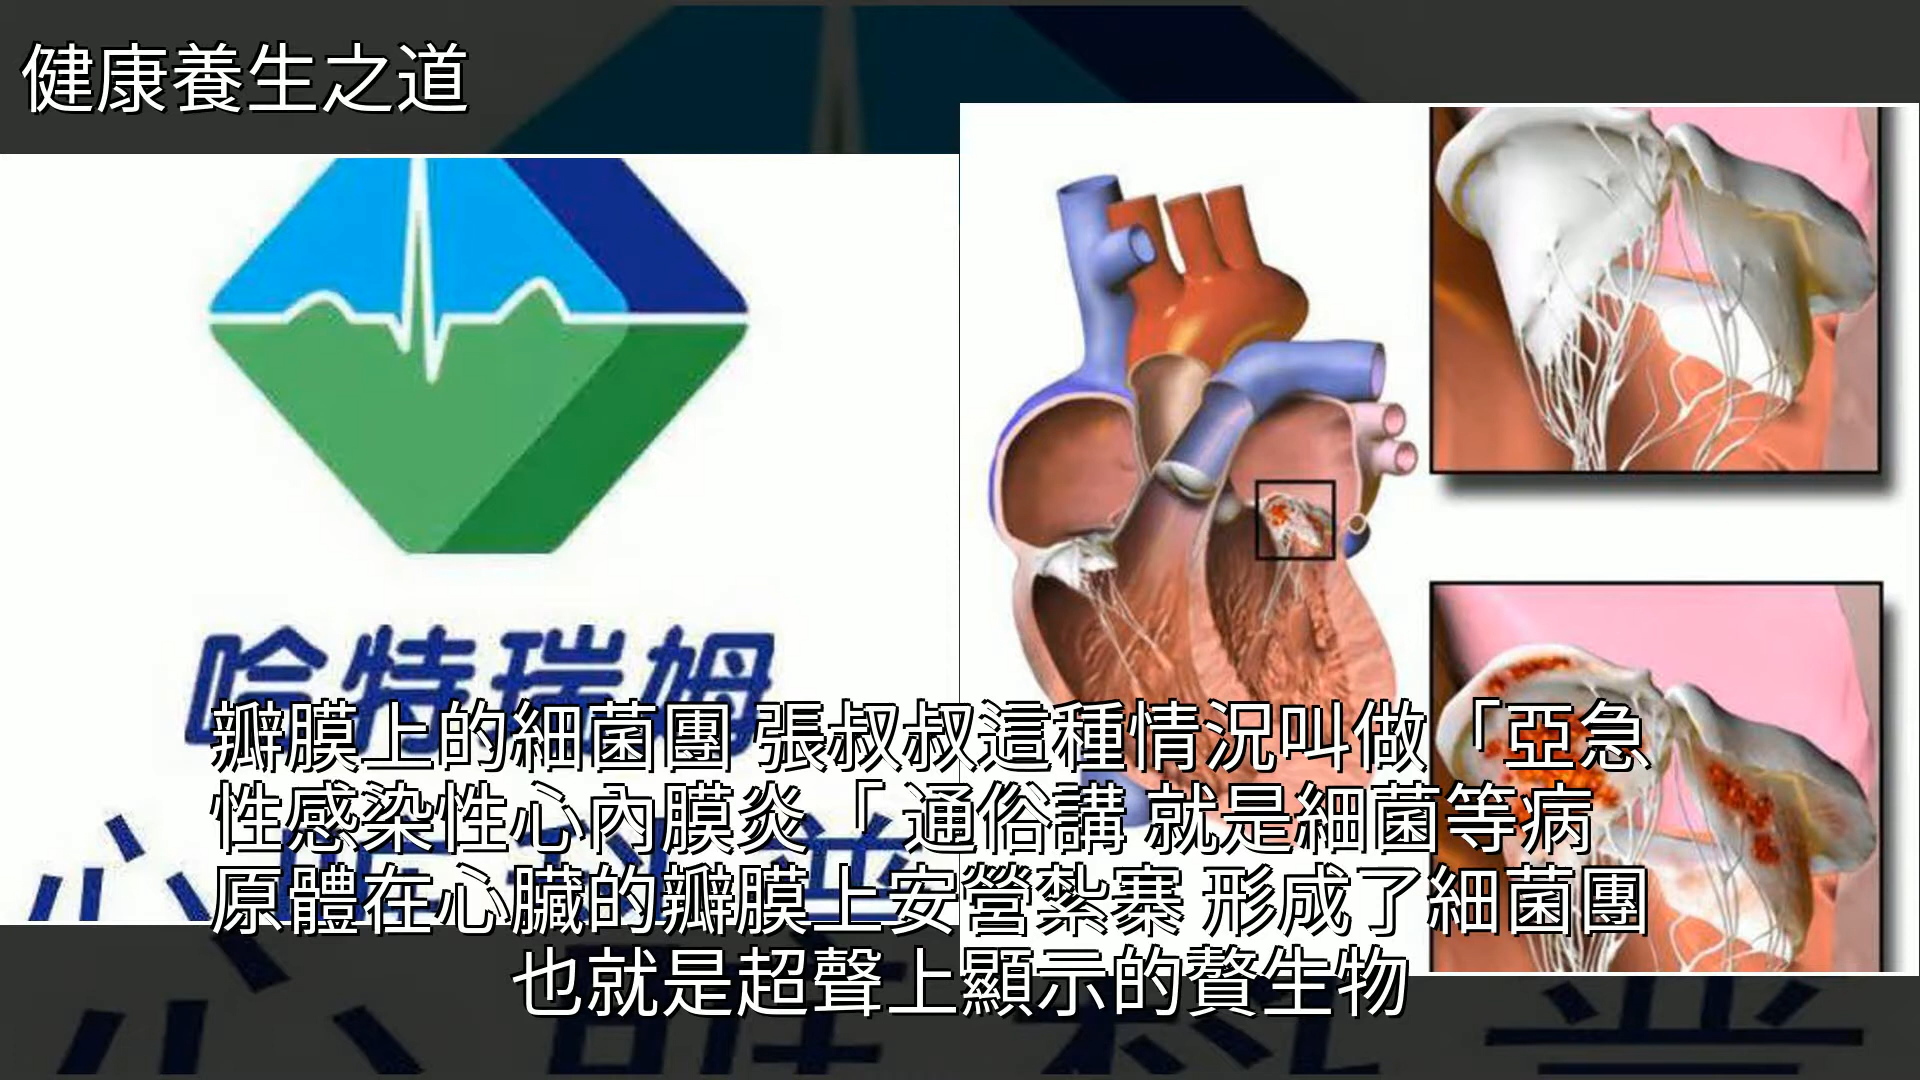 健康養生之道
哈特瑞姆
瓣膜上的細菌團 張叔叔這種情況叫做「亞急
性感染性心內膜炎「 通俗講 就是細菌等病
原體在心臟的瓣膜上安營紮寨 形成了細菌團
也就是超聲上顯示的贅生物